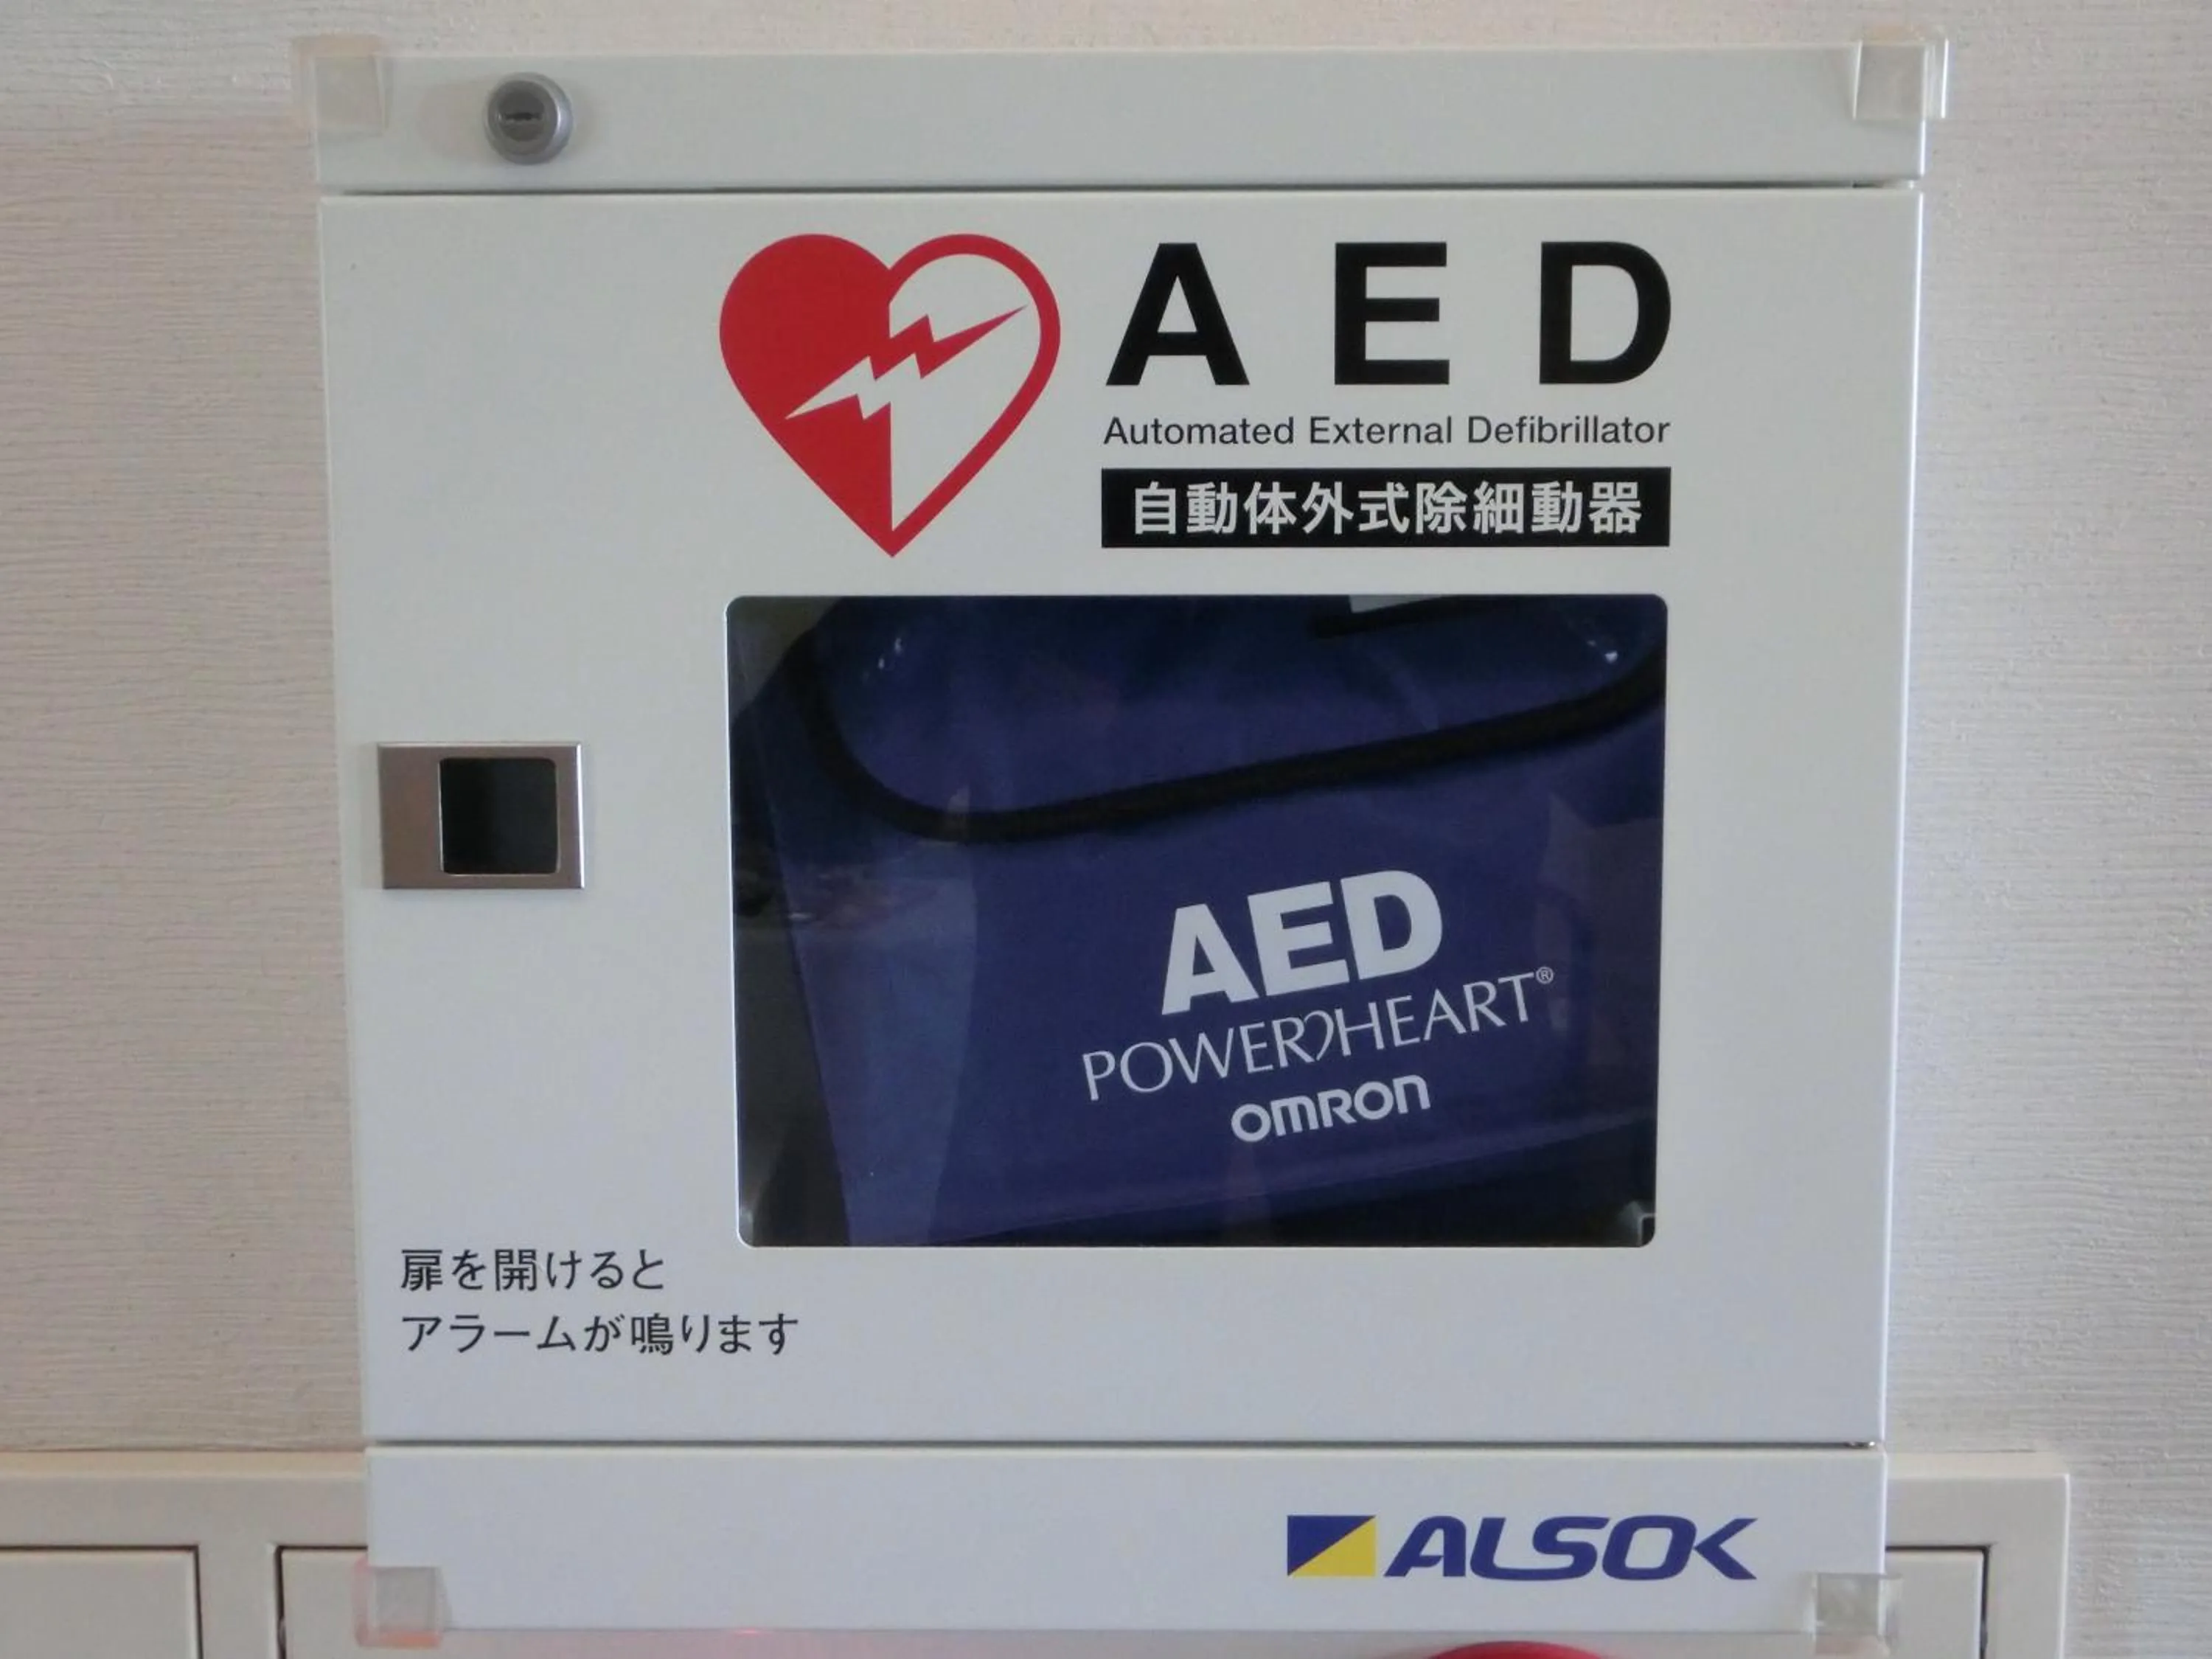 AED
Automated External Defibrillator
自動体外式除細動器
AED
POWERHEART®
OMRON
扉を開けると
アラームが鳴ります
ALSOK